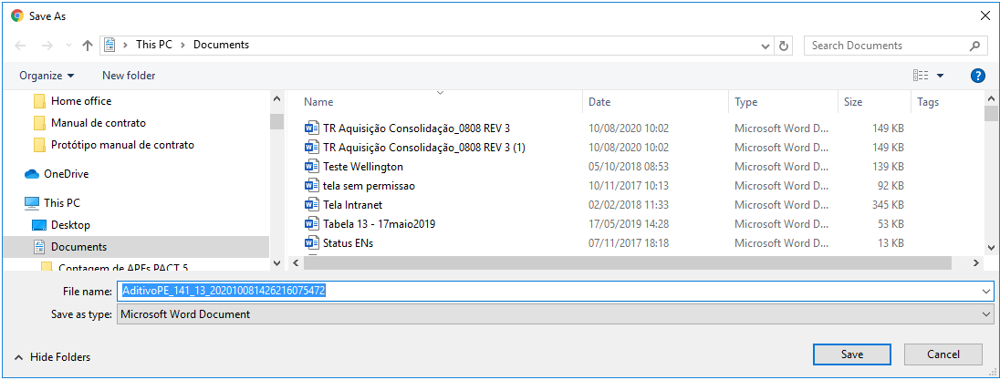 Save As
This PC > Documents
Search Documents
Organize
New folder
Home office
Manual de contrato
Protótipo manual de contrato
OneDrive
This PC
Desktop
Documents
Contagem de APFs PACT 5
Name Date Type Size Tags
TR Aquisição Consolidação_0808 REV 3 10/08/2020 10:02 Microsoft Word D... 149 KB
TR Aquisição Consolidação_0808 REV 3 (1) 10/08/2020 10:02 Microsoft Word D... 149 KB
Teste Wellington 05/10/2018 08:53 Microsoft Word D... 139 KB
tela sem permissao 10/11/2017 10:13 Microsoft Word D... 92 KB
Tela Intranet 02/02/2018 11:33 Microsoft Word D... 345 KB
Tabela 13 - 17maio2019 17/05/2019 14:28 Microsoft Word D... 53 KB
Status ENs 07/11/2017 18:18 Microsoft Word D... 13 KB
File name: AditivoPE_141_13_202010081426216075472
Save as type: Microsoft Word Document
Hide Folders
Save
Cancel